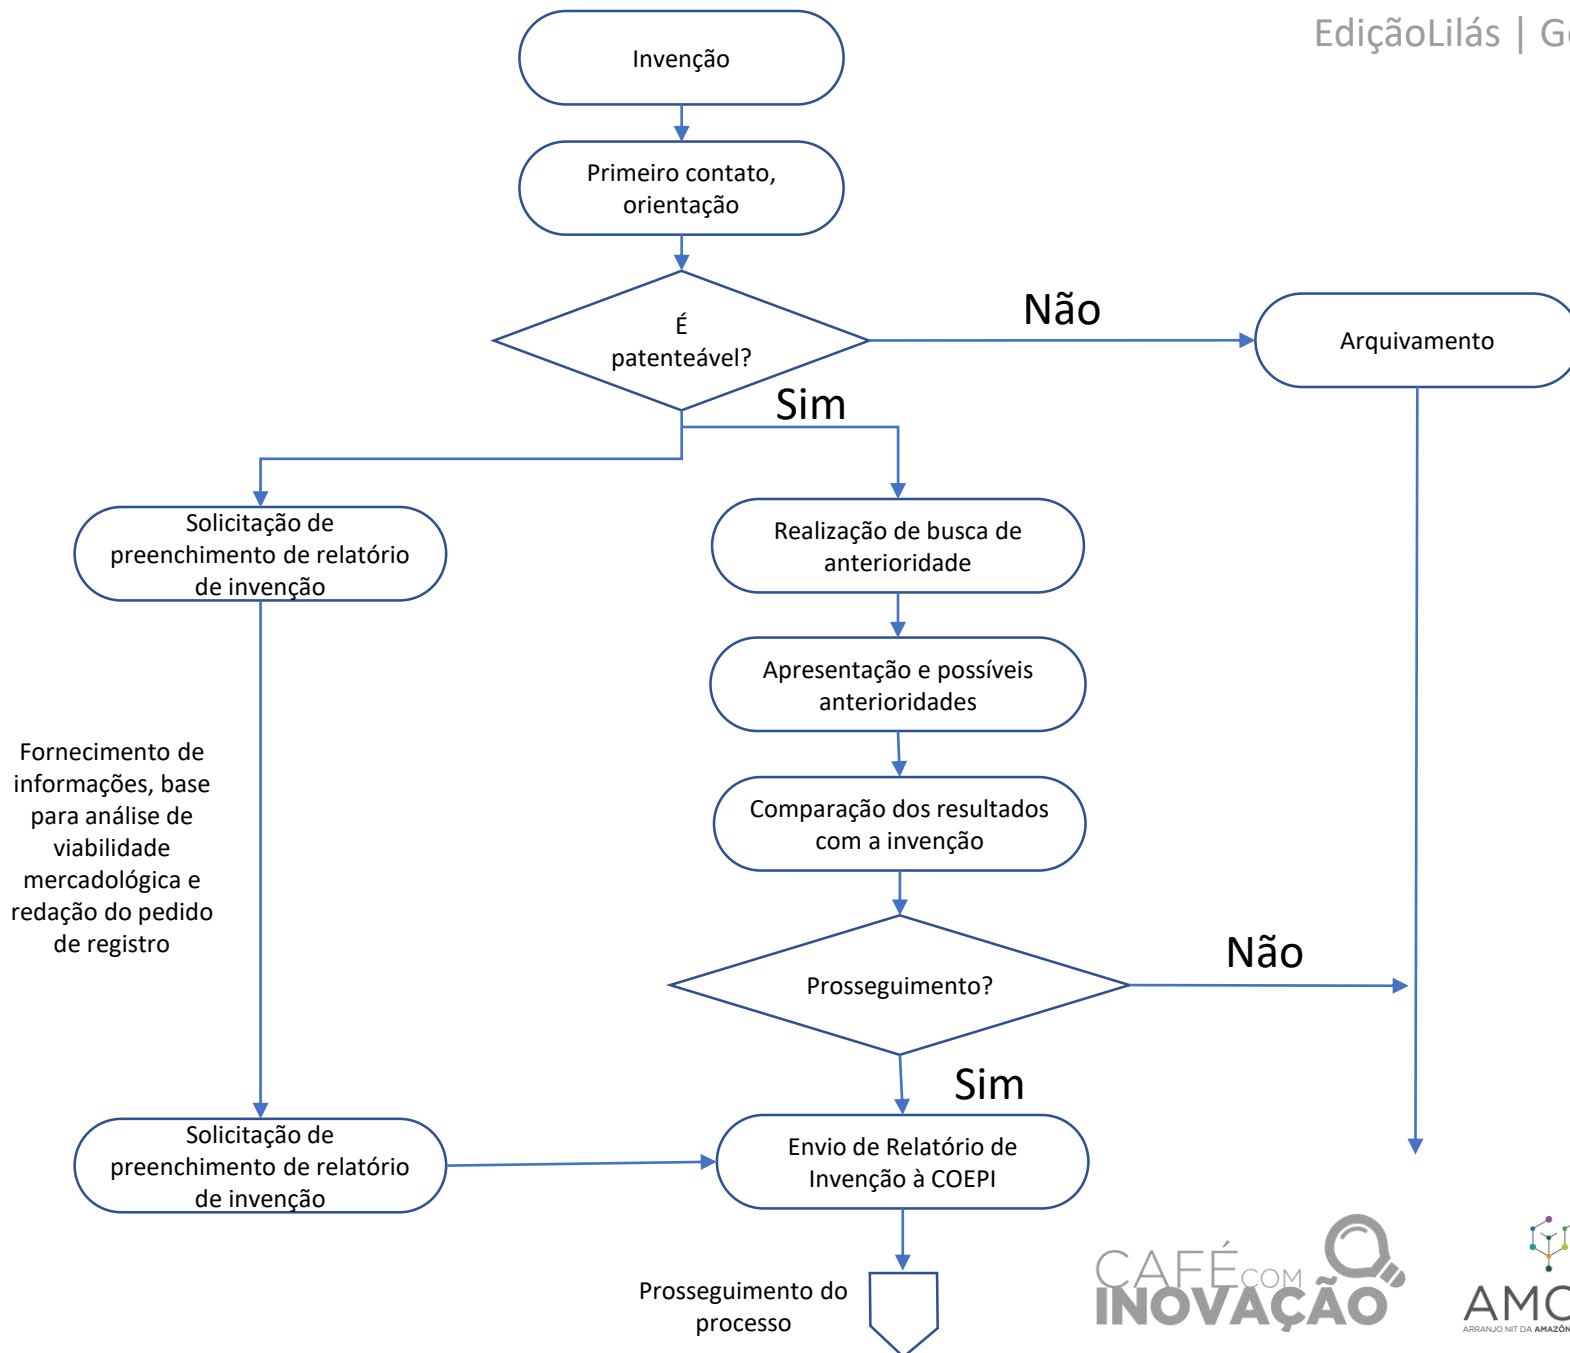 EdiçãoLilás |
Invenção
Primeiro contato,
orientação
É
patenteável?
Não
Arquivamento
Sim
Solicitação de
preenchimento de relatório
de invenção
Realização de busca de
anterioridade
Apresentação e possíveis
anterioridades
Fornecimento de
informações, base
para análise de
viabilidade
mercadológica e
redação do pedido
de registro
Comparação dos resultados
com a invenção
Prosseguimento?
Não
Sim
Solicitação de
preenchimento de relatório
de invenção
Envio de Relatório de
Invenção à COEPI
Prosseguimento do
processo
CAFÉ COM
INOVAÇÃO
ARRANJO NIT DA